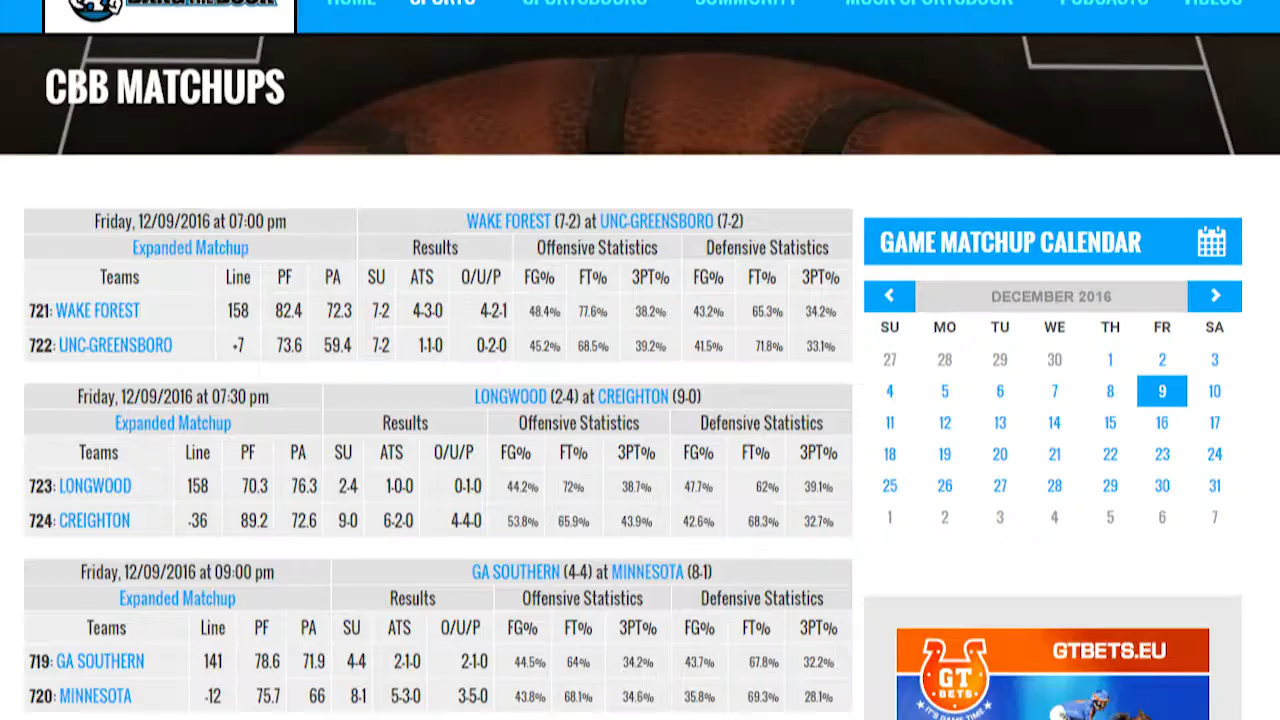 HOME SPORTS SPORTSBOOKS COMMUNITY MOCK SPORTSBOOK PODCASTS VIDEOS
BANG THE BOOK
CBB MATCHUPS
Friday, 12/09/2016 at 07:00 pm WAKE FOREST (7-2) at UNC-GREENSBORO (7-2)
Expanded Matchup Results Offensive Statistics Defensive Statistics
Teams Line PF PA SU ATS O/U/P FG% FT% 3PT% FG% FT% 3PT%
721: WAKE FOREST 158 82.4 72.3 7-2 4-3-0 4-2-1 48.4% 77.6% 38.2% 43.2% 65.3% 34.2%
722: UNC-GREENSBORO +7 73.6 59.4 7-2 1-1-0 0-2-0 45.2% 68.5% 39.2% 41.5% 71.8% 33.1%
Friday, 12/09/2016 at 07:30 pm LONGWOOD (2-4) at CREIGHTON (9-0)
Expanded Matchup Results Offensive Statistics Defensive Statistics
Teams Line PF PA SU ATS O/U/P FG% FT% 3PT% FG% FT% 3PT%
723: LONGWOOD 158 70.3 76.3 2-4 1-0-0 0-1-0 44.2% 72% 38.7% 47.7% 62% 39.1%
724: CREIGHTON -36 89.2 72.6 9-0 6-2-0 4-4-0 53.8% 65.9% 43.9% 42.6% 68.3% 32.7%
Friday, 12/09/2016 at 09:00 pm GA SOUTHERN (4-4) at MINNESOTA (8-1)
Expanded Matchup Results Offensive Statistics Defensive Statistics
Teams Line PF PA SU ATS O/U/P FG% FT% 3PT% FG% FT% 3PT%
719: GA SOUTHERN 141 78.6 71.9 4-4 2-1-0 2-1-0 44.5% 64% 34.2% 43.7% 67.8% 32.2%
720: MINNESOTA -12 75.7 66 8-1 5-3-0 3-5-0 43.8% 68.1% 34.6% 35.8% 69.3% 28.1%
GAME MATCHUP CALENDAR
DECEMBER 2016
SU MO TU WE TH FR SA
27 28 29 30 1 2 3
4 5 6 7 8 9 10
11 12 13 14 15 16 17
18 19 20 21 22 23 24
25 26 27 28 29 30 31
1 2 3 4 5 6 7
GTBETS.EU
GT
BETS
IT'S GAME TIME